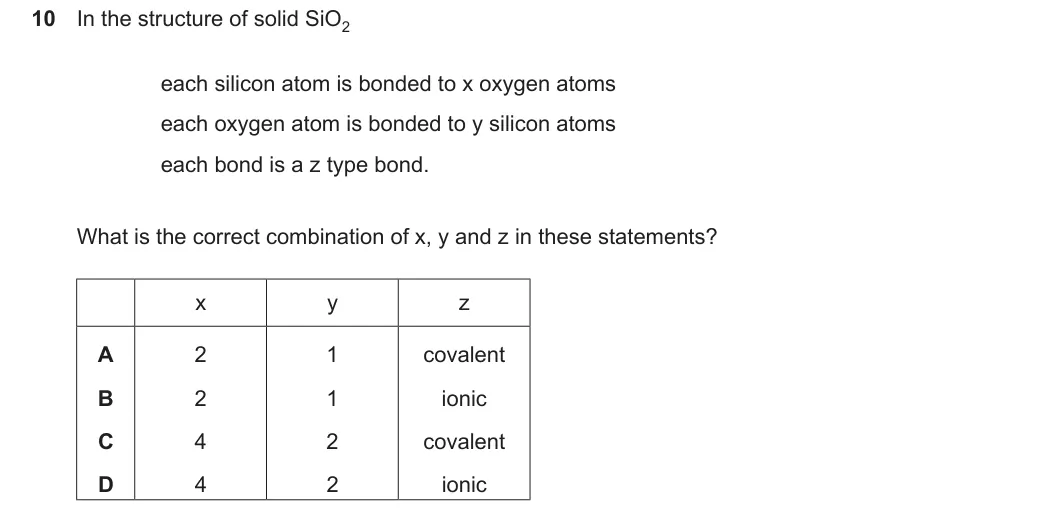 10 In the structure of solid SiO₂
each silicon atom is bonded to x oxygen atoms
each oxygen atom is bonded to y silicon atoms
each bond is a z type bond.
What is the correct combination of x, y and z in these statements?
x y z
A 2 1 covalent
B 2 1 ionic
C 4 2 covalent
D 4 2 ionic